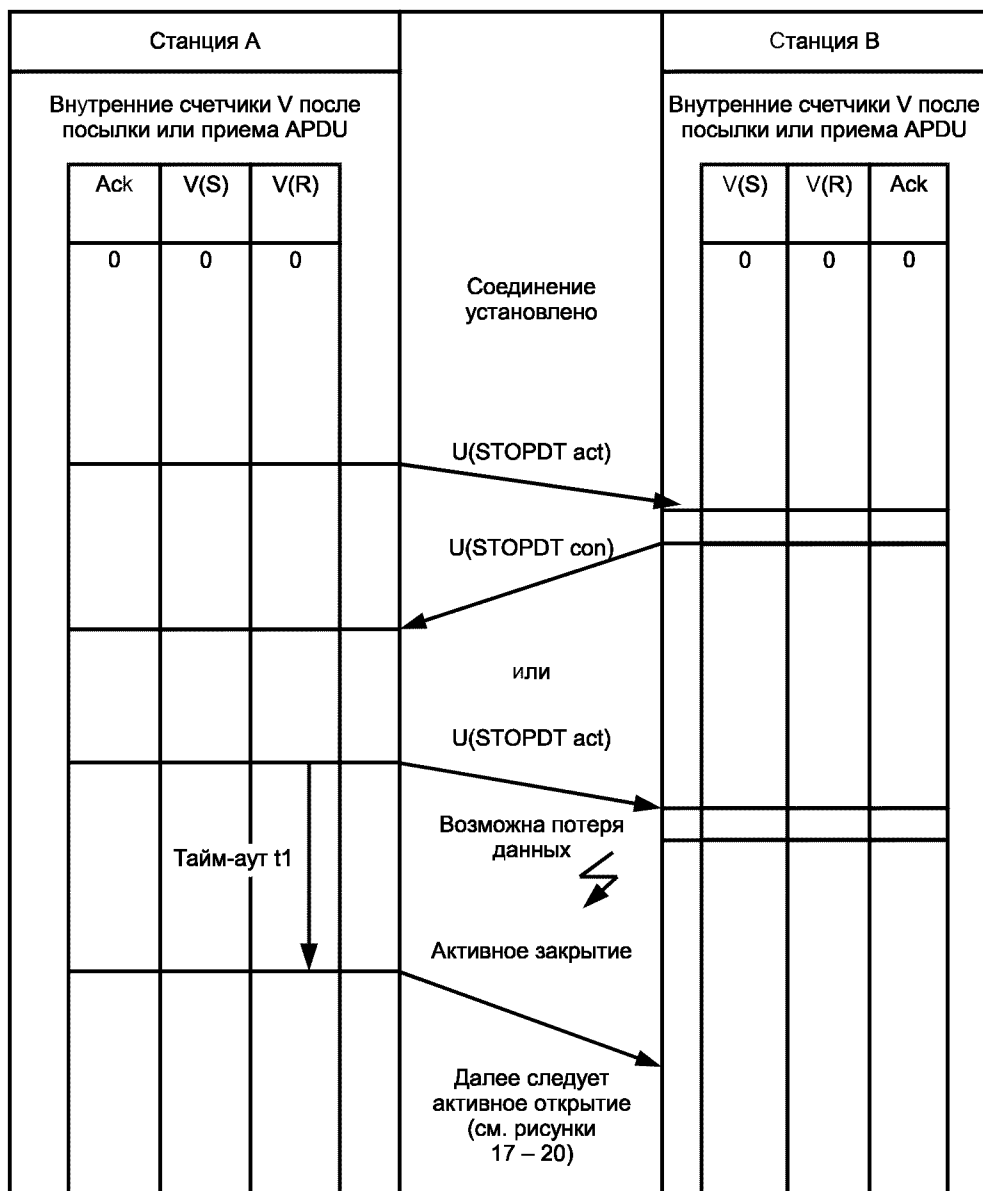 Станция А
Станция В
Внутренние счетчики V после
посылки или приема APDU
Внутренние счетчики V после
посылки или приема APDU
Ack V(S) V(R)
V(S) V(R) Ack
0 0 0
0 0 0
Соединение
установлено
U(STOPDT act)
U(STOPDT con)
или
U(STOPDT act)
Возможна потеря
данных
Тайм-аут t1
Активное закрытие
Далее следует
активное открытие
(см. рисунки
17 – 20)